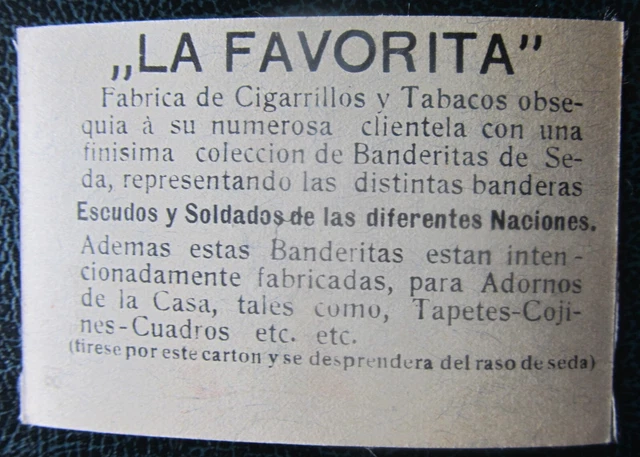 „LA FAVORITA”
Fabrica de Cigarrillos y Tabacos obse-
quia à su numerosa clientela con una
finisima coleccion de Banderitas de Se-
da, representando las distintas banderas
Escudos y Soldados de las diferentes Naciones.
Ademas estas Banderitas estan inten-
cionadamente fabricadas, para Adornos
de la Casa, tales como, Tapetes-Coji-
nes-Cuadros etc. etc.
(tirese por este carton y se desprendera del raso de seda)